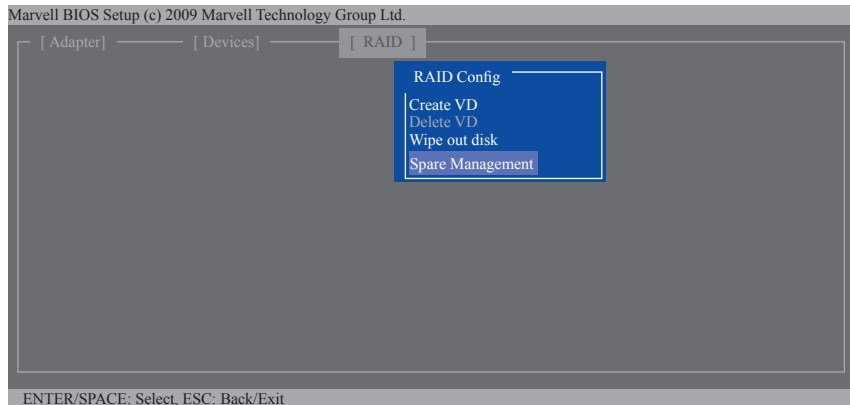 Marvell BIOS Setup (c) 2009 Marvell Technology Group Ltd.
[ Adapter] [ Devices] [ RAID ]
RAID Config
Create VD
Delete VD
Wipe out disk
Spare Management
ENTER/SPACE: Select, ESC: Back/Exit